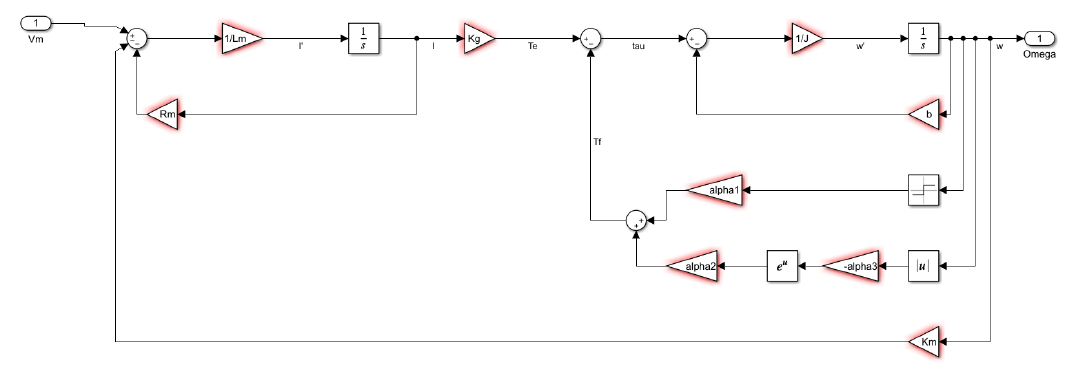 1
Vm
1/Lm
I'
1
s
I
Kg
Te
tau
1/J
w'
1
s
w
1
Omega
Rm
b
Tf
alpha1
alpha2
e^u
-alpha3
|u|
Km